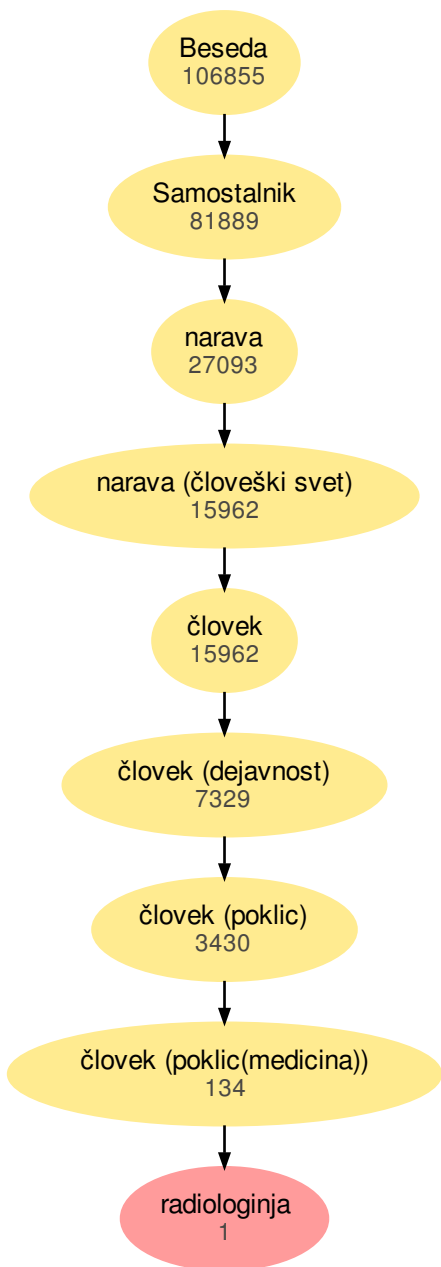 Beseda
106855
Samostalnik
81889
narava
27093
narava (človeški svet)
15962
človek
15962
človek (dejavnost)
7329
človek (poklic)
3430
človek (poklic(medicina))
134
radiologinja
1